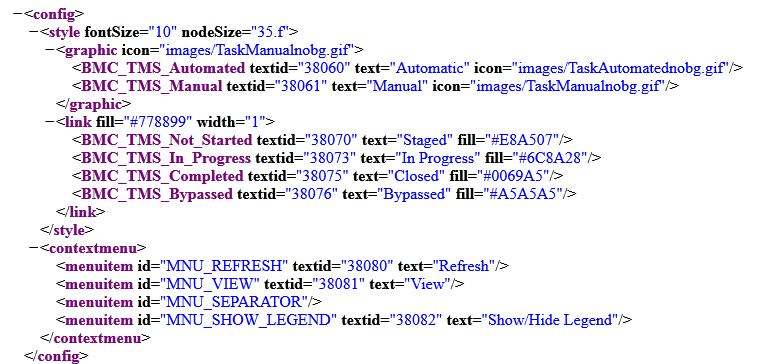 −<config>
−<style fontSize="10" nodeSize="35.f">
−<graphic icon="images/TaskManualnobg.gif">
<BMC_TMS_Automated textid="38060" text="Automatic" icon="images/TaskAutomatednobg.gif"/>
<BMC_TMS_Manual textid="38061" text="Manual" icon="images/TaskManualnobg.gif"/>
</graphic>
−<link fill="#778899" width="1">
<BMC_TMS_Not_Started textid="38070" text="Staged" fill="#E8A507"/>
<BMC_TMS_In_Progress textid="38073" text="In Progress" fill="#6C8A28"/>
<BMC_TMS_Completed textid="38075" text="Closed" fill="#0069A5"/>
<BMC_TMS_Bypassed textid="38076" text="Bypassed" fill="#A5A5A5"/>
</link>
</style>
−<contextmenu>
<menuitem id="MNU_REFRESH" textid="38080" text="Refresh"/>
<menuitem id="MNU_VIEW" textid="38081" text="View"/>
<menuitem id="MNU_SEPARATOR"/>
<menuitem id="MNU_SHOW_LEGEND" textid="38082" text="Show/Hide Legend"/>
</contextmenu>
</config>